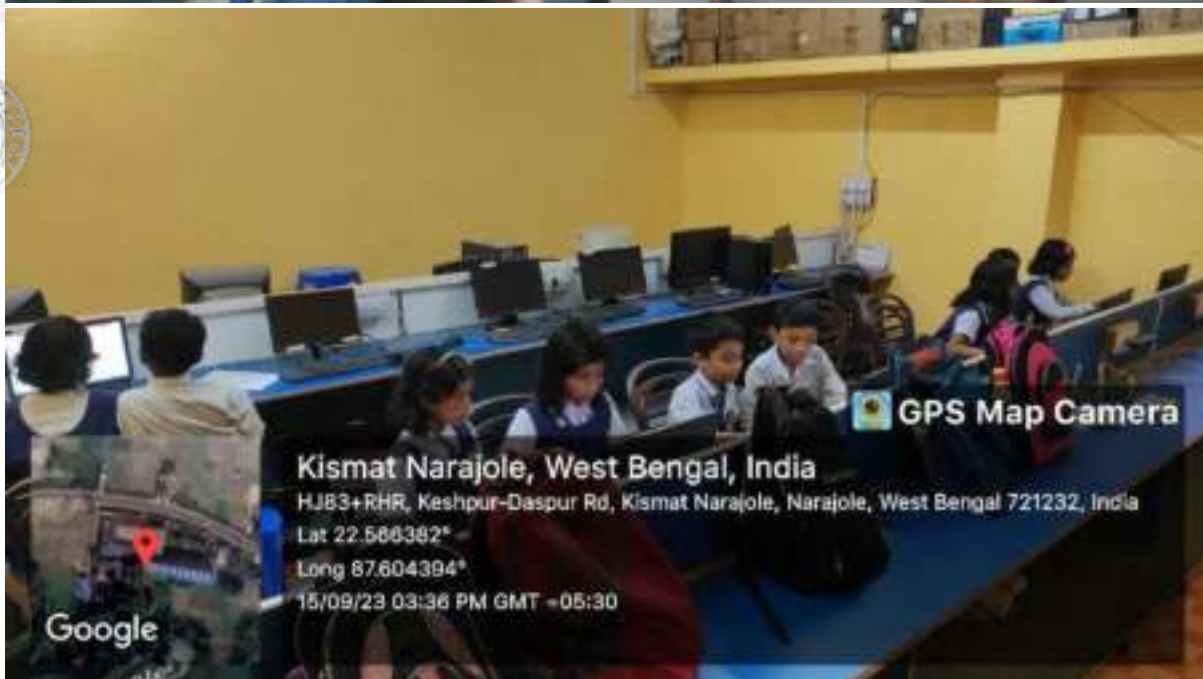 GPS Map Camera
Kismat Narajole, West Bengal, India
HJ83+RHR, Keshpur-Daspur Rd, Kismat Narajole, Narajole, West Bengal 721232, India
Lat 22.566382°
Long 87.604394°
15/09/23 03:36 PM GMT +05:30
Google